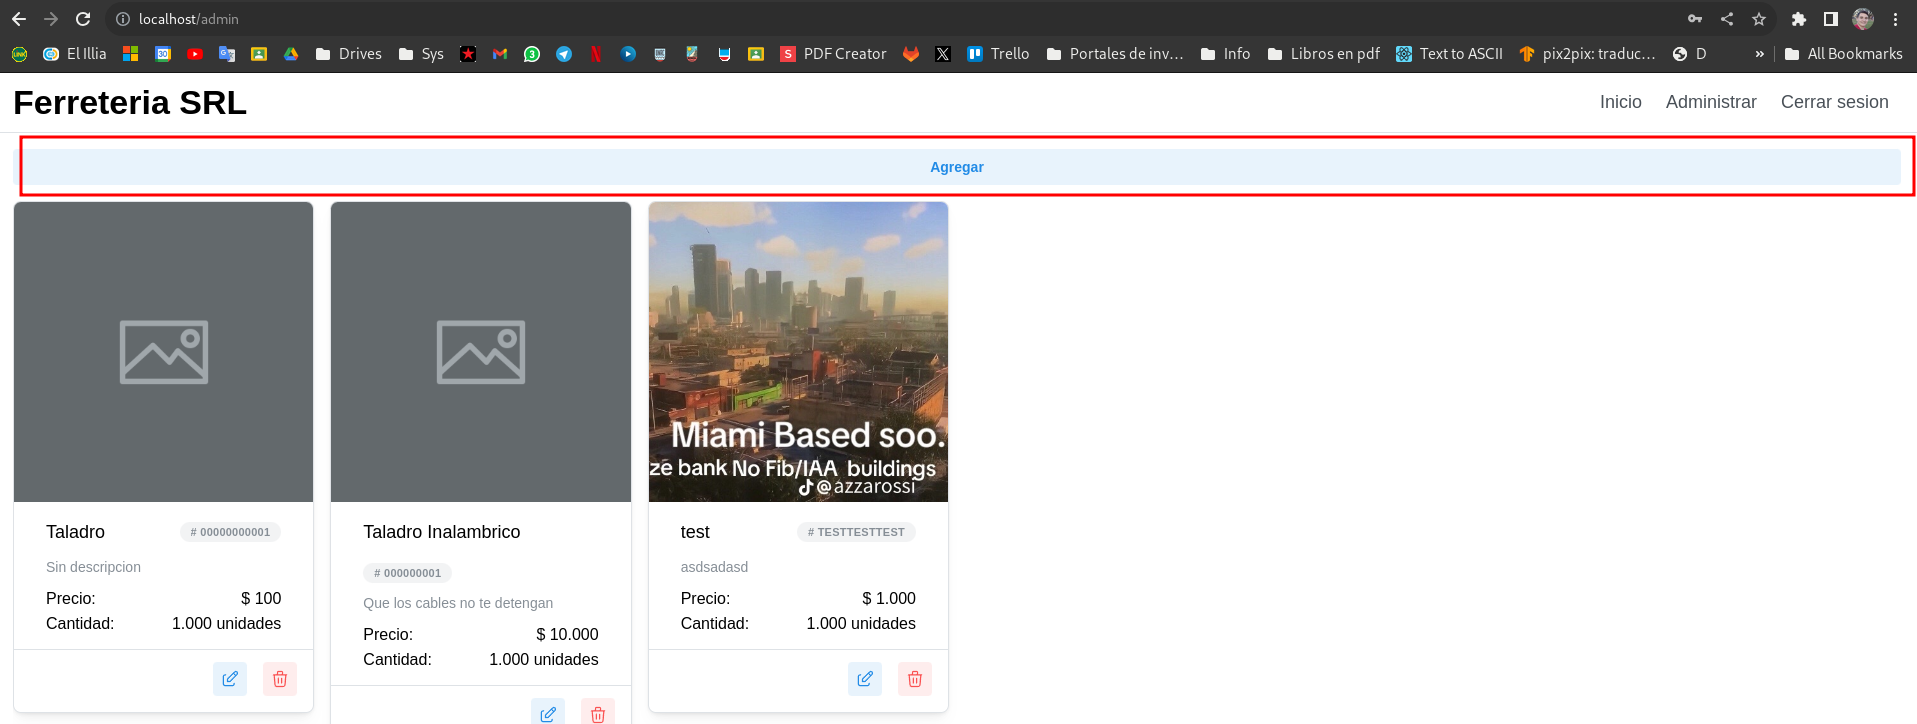 localhost/admin
El Illia
30
Drives
Sys
3
PDF Creator
Trello
Portales de inv...
Info
Libros en pdf
Text to ASCII
pix2pix: traduc...
D
»
All Bookmarks
Ferreteria SRL
Inicio
Administrar
Cerrar sesion
Agregar
Miami Based soo.
ze bank No Fib/IAA buildings
@azzarossi
Taladro
# 00000000001
Sin descripcion
Precio: $ 100
Cantidad: 1.000 unidades
Taladro Inalambrico
# 000000001
Que los cables no te detengan
Precio: $ 10.000
Cantidad: 1.000 unidades
test
# TESTTESTTEST
asdsadasd
Precio: $ 1.000
Cantidad: 1.000 unidades